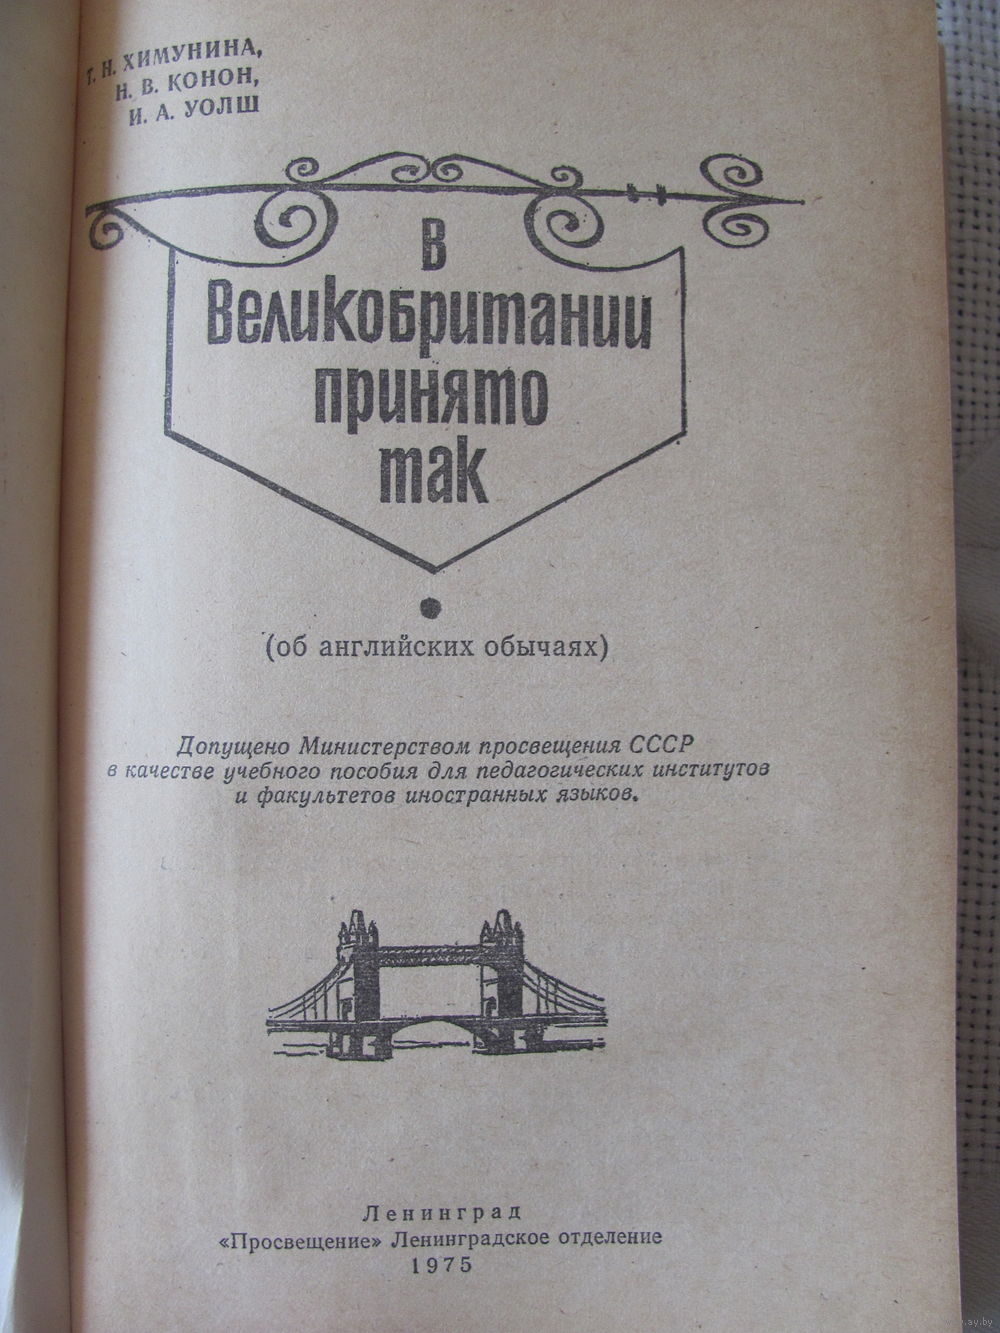 Т. Н. ХИМУНИНА,
Н. В. КОНОН,
И. А. УОЛШ
В
Великобритании
принято
так
(об английских обычаях)
Допущено Министерством просвещения СССР
в качестве учебного пособия для педагогических институтов
и факультетов иностранных языков.
Ленинград
«Просвещение» Ленинградское отделение
1975